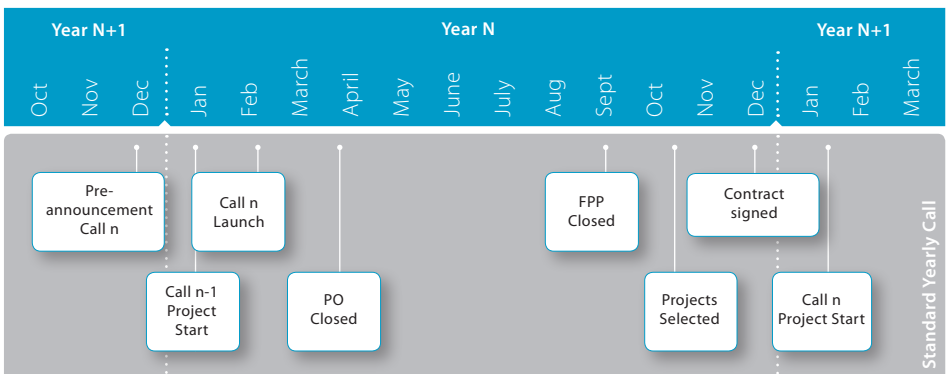 Year N+1
Year N
Year N+1
Oct
Nov
Dec
Jan
Feb
March
April
May
June
July
Aug
Sept
Oct
Nov
Dec
Jan
Feb
March
Pre-
announcement
Call n
Call n
Launch
FPP
Closed
Contract
signed
Call n-1
Project
Start
PO
Closed
Projects
Selected
Call n
Project Start
Standard Yearly Call